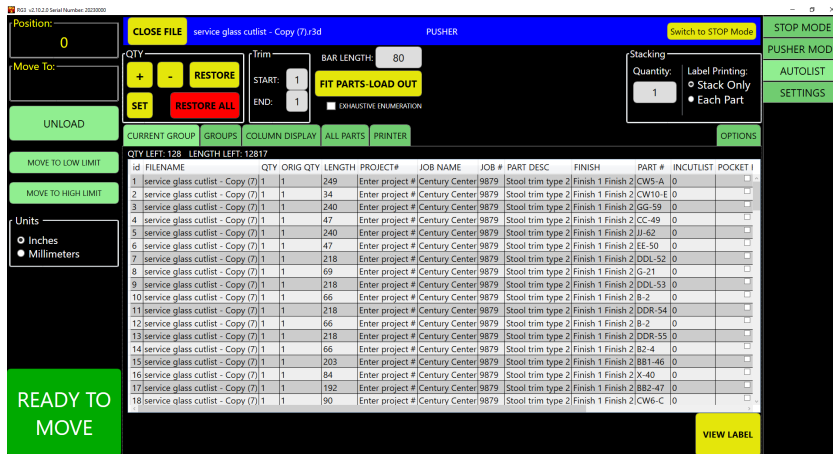 RG3 v2.10.2.0 Serial Number: 20230000
Position:
0
Move To:
UNLOAD
MOVE TO LOW LIMIT
MOVE TO HIGH LIMIT
Units
Inches
Millimeters
READY TO
MOVE
CLOSE FILE service glass cutlist - Copy (7).r3d PUSHER Switch to STOP Mode
QTY
+ - RESTORE
SET RESTORE ALL
Trim
START: 1
END: 1
BAR LENGTH: 80
FIT PARTS-LOAD OUT
EXHAUSTIVE ENUMERATION
Stacking
Quantity: Label Printing:
1 Stack Only
Each Part
STOP MODE
PUSHER MOD
AUTOLIST
SETTINGS
CURRENT GROUP GROUPS COLUMN DISPLAY ALL PARTS PRINTER OPTIONS
QTY LEFT: 128 LENGTH LEFT: 12817
id FILENAME QTY ORIG QTY LENGTH PROJECT# JOB NAME JOB # PART DESC FINISH PART # INCUTLIST POCKET
1 service glass cutlist - Copy (7) 1 1 249 Enter project # Century Center 9879 Stool trim type 2 Finish 1 Finish 2 CW5-A 0
2 service glass cutlist - Copy (7) 1 1 34 Enter project # Century Center 9879 Stool trim type 2 Finish 1 Finish 2 CW10-E 0
3 service glass cutlist - Copy (7) 1 1 240 Enter project # Century Center 9879 Stool trim type 2 Finish 1 Finish 2 GG-59 0
4 service glass cutlist - Copy (7) 1 1 47 Enter project # Century Center 9879 Stool trim type 2 Finish 1 Finish 2 CC-49 0
5 service glass cutlist - Copy (7) 1 1 240 Enter project # Century Center 9879 Stool trim type 2 Finish 1 Finish 2 JJ-62 0
6 service glass cutlist - Copy (7) 1 1 47 Enter project # Century Center 9879 Stool trim type 2 Finish 1 Finish 2 EE-50 0
7 service glass cutlist - Copy (7) 1 1 218 Enter project # Century Center 9879 Stool trim type 2 Finish 1 Finish 2 DDL-52 0
8 service glass cutlist - Copy (7) 1 1 69 Enter project # Century Center 9879 Stool trim type 2 Finish 1 Finish 2 G-21 0
9 service glass cutlist - Copy (7) 1 1 218 Enter project # Century Center 9879 Stool trim type 2 Finish 1 Finish 2 DDL-53 0
10 service glass cutlist - Copy (7) 1 1 66 Enter project # Century Center 9879 Stool trim type 2 Finish 1 Finish 2 B-2 0
11 service glass cutlist - Copy (7) 1 1 218 Enter project # Century Center 9879 Stool trim type 2 Finish 1 Finish 2 DDR-54 0
12 service glass cutlist - Copy (7) 1 1 66 Enter project # Century Center 9879 Stool trim type 2 Finish 1 Finish 2 B-2 0
13 service glass cutlist - Copy (7) 1 1 218 Enter project # Century Center 9879 Stool trim type 2 Finish 1 Finish 2 DDR-55 0
14 service glass cutlist - Copy (7) 1 1 66 Enter project # Century Center 9879 Stool trim type 2 Finish 1 Finish 2 B2-4 0
15 service glass cutlist - Copy (7) 1 1 203 Enter project # Century Center 9879 Stool trim type 2 Finish 1 Finish 2 BB1-46 0
16 service glass cutlist - Copy (7) 1 1 84 Enter project # Century Center 9879 Stool trim type 2 Finish 1 Finish 2 X-40 0
17 service glass cutlist - Copy (7) 1 1 192 Enter project # Century Center 9879 Stool trim type 2 Finish 1 Finish 2 BB2-47 0
18 service glass cutlist - Copy (7) 1 1 90 Enter project # Century Center 9879 Stool trim type 2 Finish 1 Finish 2 CW6-C 0
VIEW LABEL